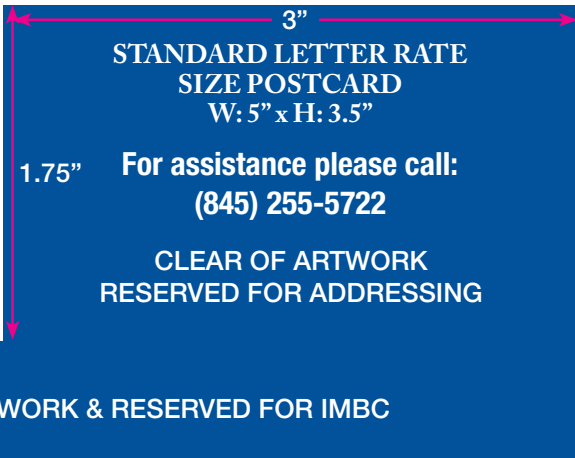 3”
STANDARD LETTER RATE
SIZE POSTCARD
W: 5” x H: 3.5”
1.75”
For assistance please call:
(845) 255-5722
CLEAR OF ARTWORK
RESERVED FOR ADDRESSING
WORK & RESERVED FOR IMBC